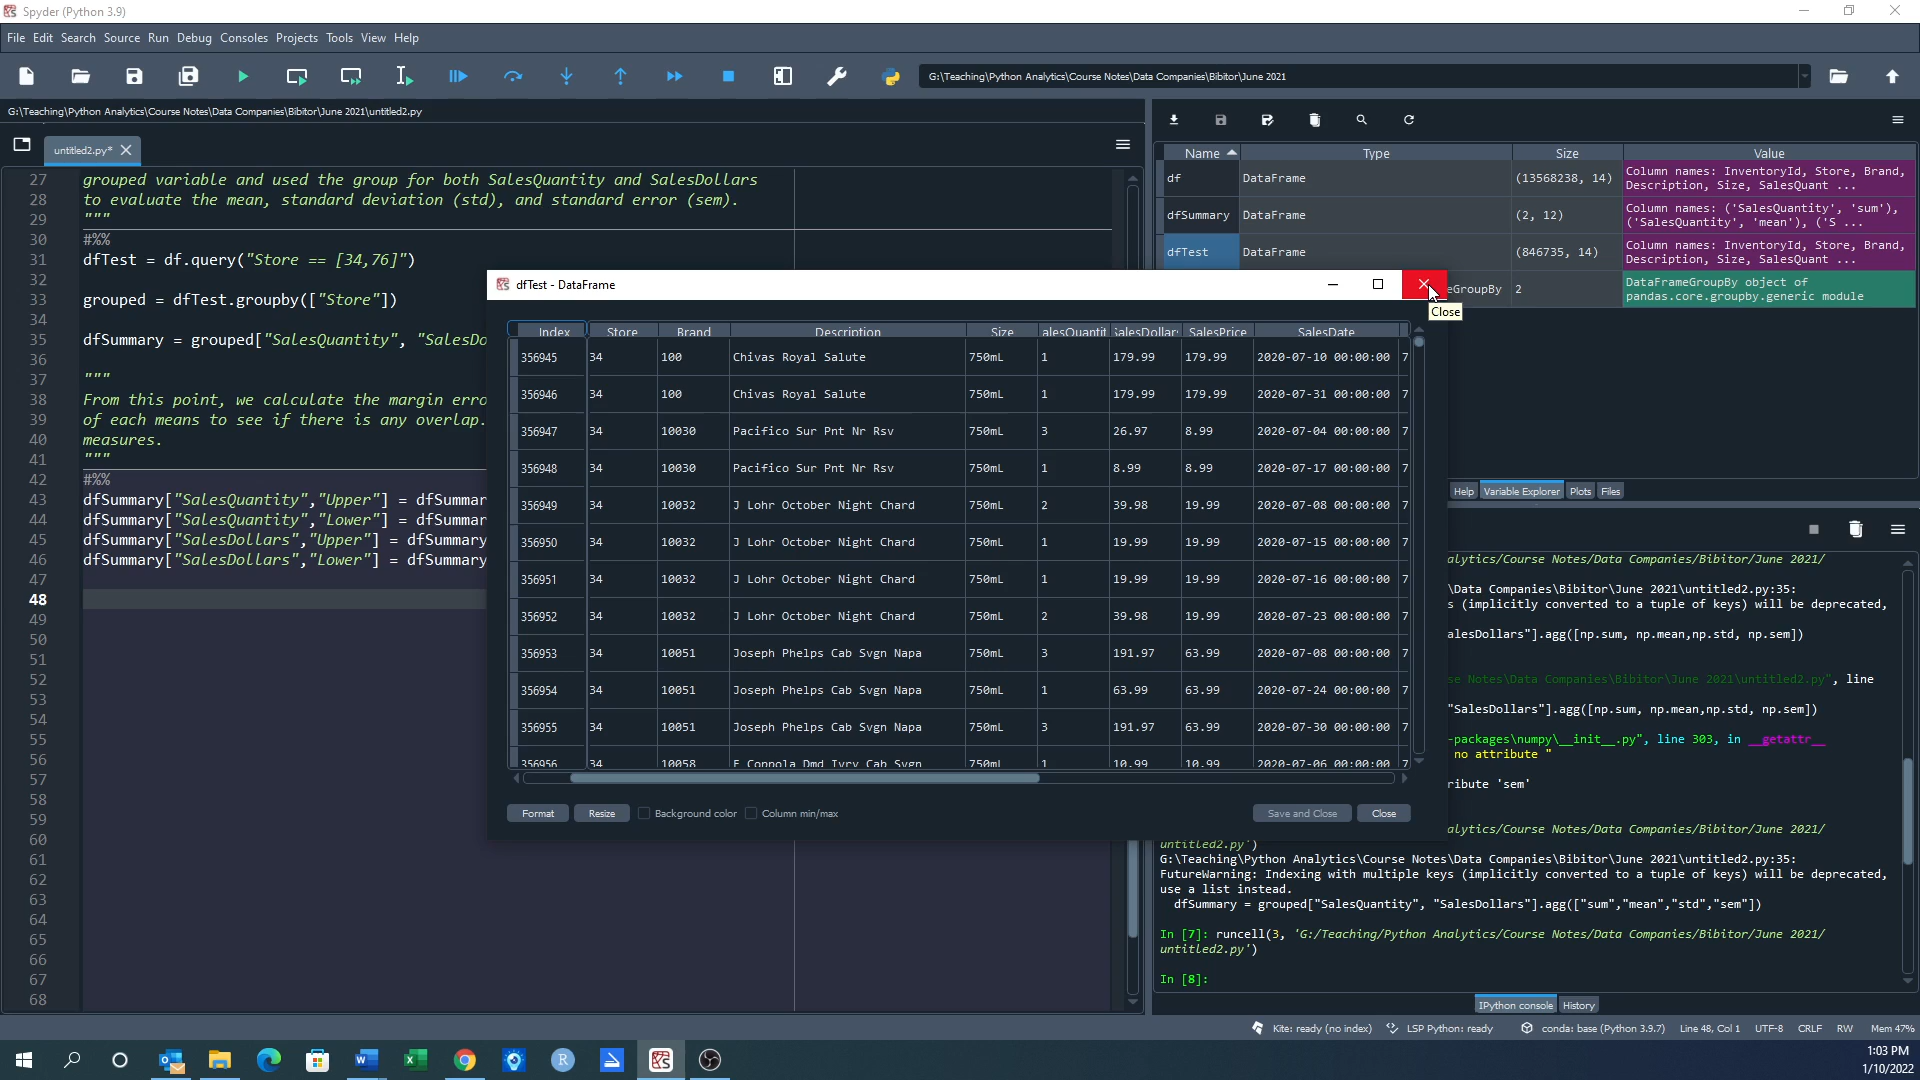 Spyder (Python 3.9)
File Edit Search Source Run Debug Consoles Projects Tools View Help
G:\Teaching\Python Analytics\Course Notes\Data Companies\Bibitor\June 2021
G:\Teaching\Python Analytics\Course Notes\Data Companies\Bibitor\June 2021\untitled2.py
untitled2.py*
27 grouped variable and used the group for both SalesQuantity and SalesDollars
28 to evaluate the mean, standard deviation (std), and standard error (sem).
29 """
30 #%%
31 dfTest = df.query("Store == [34,76]")
32
33 grouped = dfTest.groupby(["Store"])
34
35 dfSummary = grouped["SalesQuantity", "SalesDo
36
37 """
38 From this point, we calculate the margin erro
39 of each means to see if there is any overlap.
40 measures.
41 """
42 #%%
43 dfSummary["SalesQuantity","Upper"] = dfSummar
44 dfSummary["SalesQuantity","Lower"] = dfSummar
45 dfSummary["SalesDollars","Upper"] = dfSummary
46 dfSummary["SalesDollars","Lower"] = dfSummary
47
48
49
50
51
52
53
54
55
56
57
58
59
60
61
62
63
64
65
66
67
68
Name Type Size Value
df DataFrame (13568238, 14) Column names: InventoryId, Store, Brand,
Description, Size, SalesQuant ...
dfSummary DataFrame (2, 12) Column names: ('SalesQuantity', 'sum'),
('SalesQuantity', 'mean'), ('S ...
dfTest DataFrame (846735, 14) Column names: InventoryId, Store, Brand,
Description, Size, SalesQuant ...
eGroupBy 2 DataFrameGroupBy object of
pandas.core.groupby.generic module
dfTest - DataFrame
Close
Index Store Brand Description Size alesQuantit SalesDollar SalesPrice SalesDate
356945 34 100 Chivas Royal Salute 750mL 1 179.99 179.99 2020-07-10 00:00:00 7
356946 34 100 Chivas Royal Salute 750mL 1 179.99 179.99 2020-07-31 00:00:00 7
356947 34 10030 Pacifico Sur Pnt Nr Rsv 750mL 3 26.97 8.99 2020-07-04 00:00:00 7
356948 34 10030 Pacifico Sur Pnt Nr Rsv 750mL 1 8.99 8.99 2020-07-17 00:00:00 7
356949 34 10032 J Lohr October Night Chard 750mL 2 39.98 19.99 2020-07-08 00:00:00 7
356950 34 10032 J Lohr October Night Chard 750mL 1 19.99 19.99 2020-07-15 00:00:00 7
356951 34 10032 J Lohr October Night Chard 750mL 1 19.99 19.99 2020-07-16 00:00:00 7
356952 34 10032 J Lohr October Night Chard 750mL 2 39.98 19.99 2020-07-23 00:00:00 7
356953 34 10051 Joseph Phelps Cab Svgn Napa 750mL 3 191.97 63.99 2020-07-08 00:00:00 7
356954 34 10051 Joseph Phelps Cab Svgn Napa 750mL 1 63.99 63.99 2020-07-24 00:00:00 7
356955 34 10051 Joseph Phelps Cab Svgn Napa 750mL 3 191.97 63.99 2020-07-30 00:00:00 7
356956 34 10058 F Coppola Dmd Ivry Cab Svgn 750mL 1 10.99 10.99 2020-07-06 00:00:00 7
Format Resize Background color Column min/max Save and Close Close
Help Variable Explorer Plots Files
alytics/Course Notes/Data Companies/Bibitor/June 2021/
\Data Companies\Bibitor\June 2021\untitled2.py:35:
s (implicitly converted to a tuple of keys) will be deprecated,
alesDollars"].agg([np.sum, np.mean,np.std, np.sem])
se Notes\Data Companies\Bibitor\June 2021\untitled2.py", line
"SalesDollars"].agg([np.sum, np.mean,np.std, np.sem])
-packages\numpy\__init__.py", line 303, in __getattr__
no attribute "
ribute 'sem'
alytics/Course Notes/Data Companies/Bibitor/June 2021/
untitled2.py')
G:\Teaching\Python Analytics\Course Notes\Data Companies\Bibitor\June 2021\untitled2.py:35:
FutureWarning: Indexing with multiple keys (implicitly converted to a tuple of keys) will be deprecated,
use a list instead.
dfSummary = grouped["SalesQuantity", "SalesDollars"].agg(["sum","mean","std","sem"])
In [7]: runcell(3, 'G:/Teaching/Python Analytics/Course Notes/Data Companies/Bibitor/June 2021/
untitled2.py')
In [8]:
IPython console History
Kite: ready (no index) LSP Python: ready conda: base (Python 3.9.7) Line 48, Col 1 UTF-8 CRLF RW Mem 47%
1:03 PM
1/10/2022